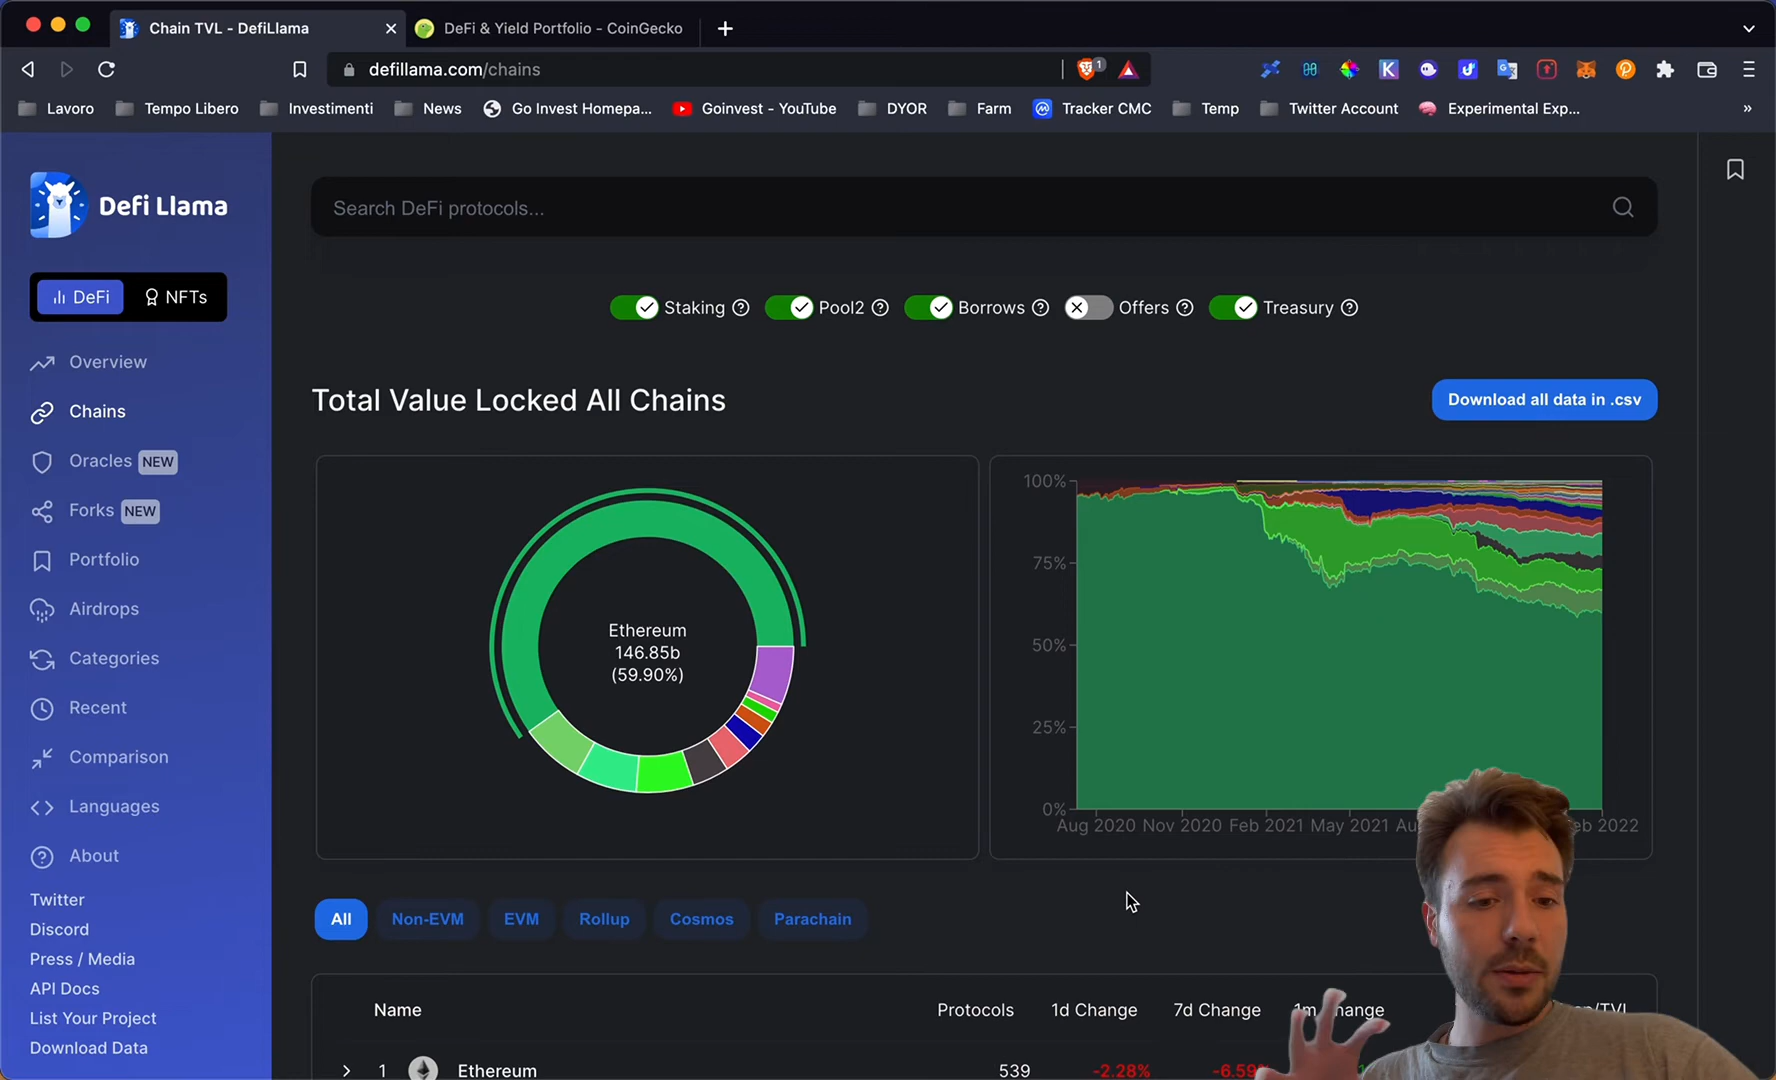 Chain TVL - DefiLlama
DeFi & Yield Portfolio - CoinGecko
defillama.com/chains
1
Lavoro
Tempo Libero
Investimenti
News
Go Invest Homepa...
Goinvest - YouTube
DYOR
Farm
Tracker CMC
Temp
Twitter Account
Experimental Exp...
»
Defi Llama
DeFi
NFTs
Overview
Chains
Oracles NEW
Forks NEW
Portfolio
Airdrops
Categories
Recent
Comparison
Languages
About
Twitter
Discord
Press / Media
API Docs
List Your Project
Download Data
Search DeFi protocols...
Staking
Pool2
Borrows
Offers
Treasury
Total Value Locked All Chains
Download all data in .csv
Ethereum
146.85b
(59.90%)
100%
75%
50%
25%
0%
Aug 2020 Nov 2020 Feb 2021 May 2021 2022
All
Non-EVM
EVM
Rollup
Cosmos
Parachain
Name Protocols 1d Change 7d Change
1 Ethereum 539 -2.28% -6.59%